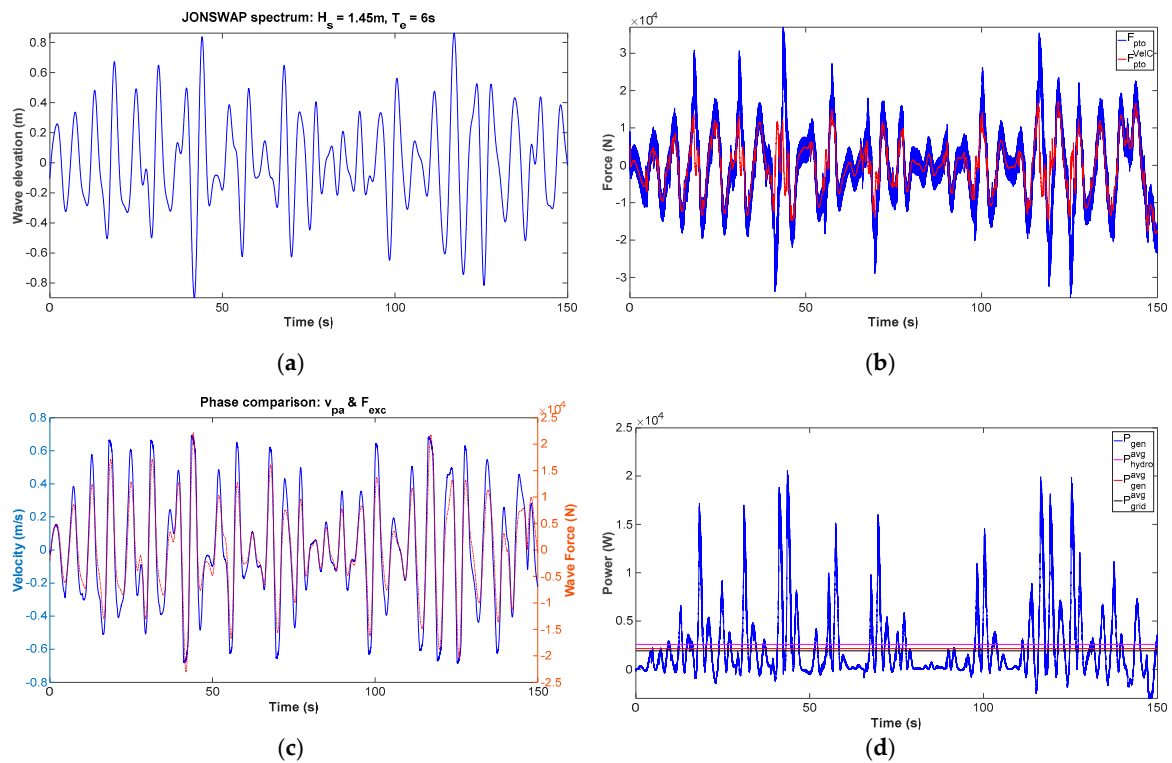 JONSWAP spectrum: H_s = 1.45m, T_e = 6s
0.8
0.6
0.4
0.2
0
-0.2
-0.4
-0.6
-0.8
Wave elevation (m)
0 50 100 150
Time (s)
(a)
×10^4
3
2
1
0
-1
-2
-3
Force (N)
F_pto
F_pto^VelC
0 50 100 150
Time (s)
(b)
Phase comparison: v_pa & F_exc
0.8
0.6
0.4
0.2
0
-0.2
-0.4
-0.6
-0.8
Velocity (m/s)
×10^4
2.5
2
1.5
1
0.5
0
-0.5
-1
-1.5
-2
-2.5
Wave Force (N)
0 50 100 150
Time (s)
(c)
×10^4
2.5
2
1.5
1
0.5
0
Power (W)
P_gen
P_hydro^avg
P_gen^avg
P_grid^avg
0 50 100 150
Time (s)
(d)